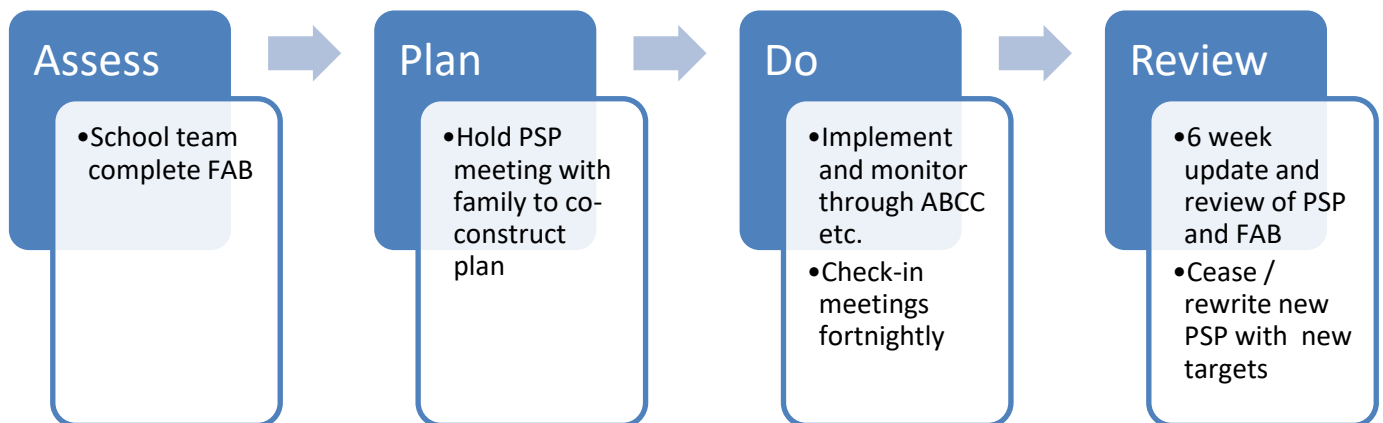 Assess
•School team
complete FAB
Plan
•Hold PSP
meeting with
family to co-
construct
plan
Do
•Implement
and monitor
through ABCC
etc.
•Check-in
meetings
fortnightly
Review
•6 week
update and
review of PSP
and FAB
•Cease /
rewrite new
PSP with  new
targets